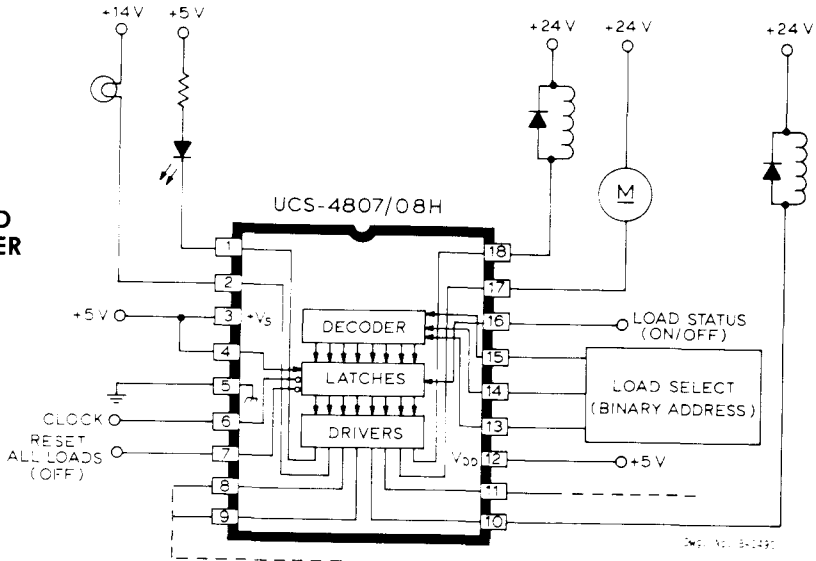 +14 V
+5 V
+24 V
+24 V
+24 V
D
ER
UCS-4807/08H
M
1
2
3
4
5
6
7
8
9
18
17
16
15
14
13
12
11
10
+5 V
+VS
DECODER
LATCHES
DRIVERS
LOAD STATUS
(ON/OFF)
LOAD SELECT
(BINARY ADDRESS)
CLOCK
RESET
ALL LOADS
(OFF)
VDD
+5 V